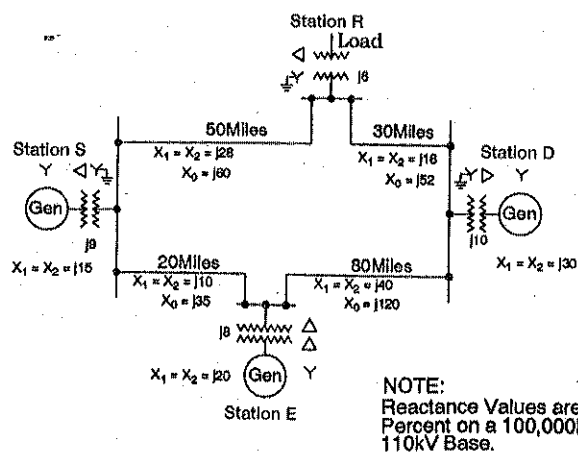 Station R
Load
Y
j6
50Miles
X1 = X2 = j28
X0 = j60
30Miles
X1 = X2 = j16
X0 = j52
Station S
Y
Y
Gen
j9
X1 = X2 = j15
Station D
Y
Y
Gen
j10
X1 = X2 = j30
20Miles
X1 = X2 = j10
X0 = j35
80Miles
X1 = X2 = j40
X0 = j120
j8
Gen
Y
X1 = X2 = j20
Station E
NOTE:
Reactance Values are
Percent on a 100,000
110kV Base.